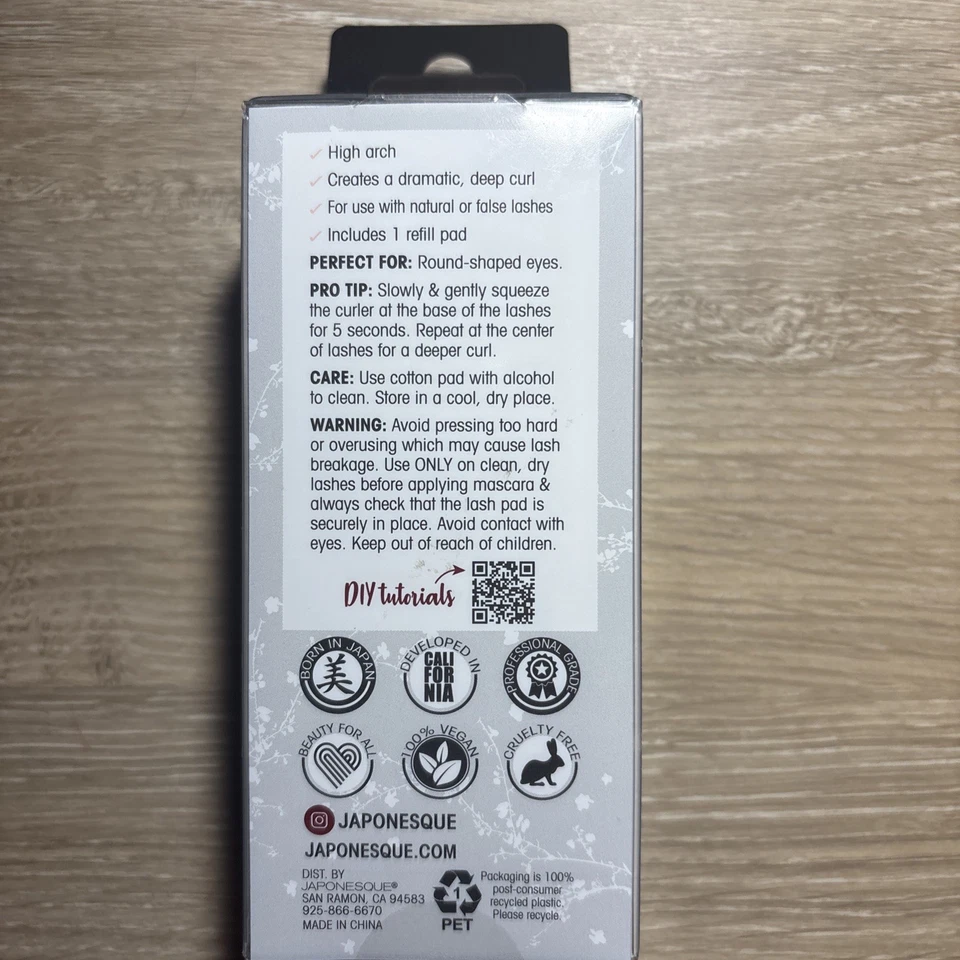 High arch
Creates a dramatic, deep curl
For use with natural or false lashes
Includes 1 refill pad
PERFECT FOR: Round-shaped eyes.
PRO TIP: Slowly & gently squeeze
the curler at the base of the lashes
for 5 seconds. Repeat at the center
of lashes for a deeper curl.
CARE: Use cotton pad with alcohol
to clean. Store in a cool, dry place.
WARNING: Avoid pressing too hard
or overusing which may cause lash
breakage. Use ONLY on clean, dry
lashes before applying mascara &
always check that the lash pad is
securely in place. Avoid contact with
eyes. Keep out of reach of children.
DIY tutorials
BORN IN JAPAN
美
DEVELOPED IN
CALI
FOR
NIA
PROFESSIONAL GRADE
BEAUTY FOR ALL
100% VEGAN
CRUELTY FREE
JAPONESQUE
JAPONESQUE.COM
DIST. BY
JAPONESQUE®
SAN RAMON, CA 94583
925-866-6670
MADE IN CHINA
1
PET
Packaging is 100%
post-consumer
recycled plastic.
Please recycle.